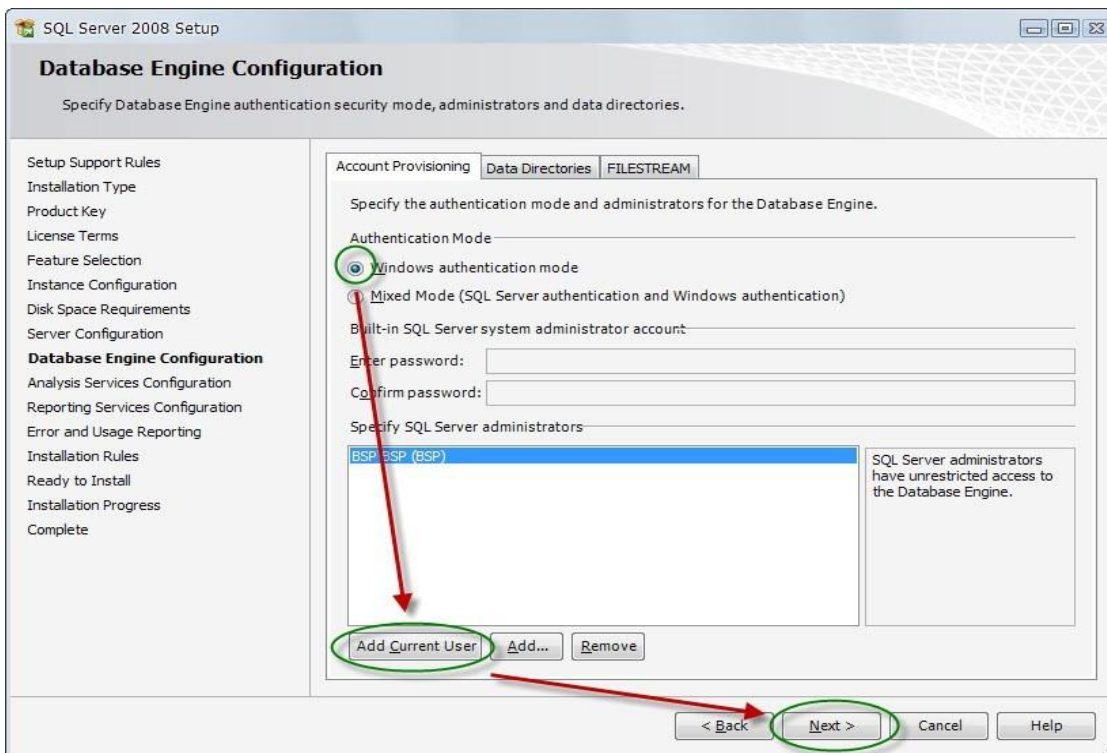 SQL Server 2008 Setup
Database Engine Configuration
Specify Database Engine authentication security mode, administrators and data directories.
Setup Support Rules
Installation Type
Product Key
License Terms
Feature Selection
Instance Configuration
Disk Space Requirements
Server Configuration
Database Engine Configuration
Analysis Services Configuration
Reporting Services Configuration
Error and Usage Reporting
Installation Rules
Ready to Install
Installation Progress
Complete
Account Provisioning Data Directories FILESTREAM
Specify the authentication mode and administrators for the Database Engine.
Authentication Mode
Windows authentication mode
Mixed Mode (SQL Server authentication and Windows authentication)
Built-in SQL Server system administrator account
Enter password:
Confirm password:
Specify SQL Server administrators
BSP\BSP (BSP)
SQL Server administrators
have unrestricted access to
the Database Engine.
Add Current User Add... Remove
< Back Next > Cancel Help